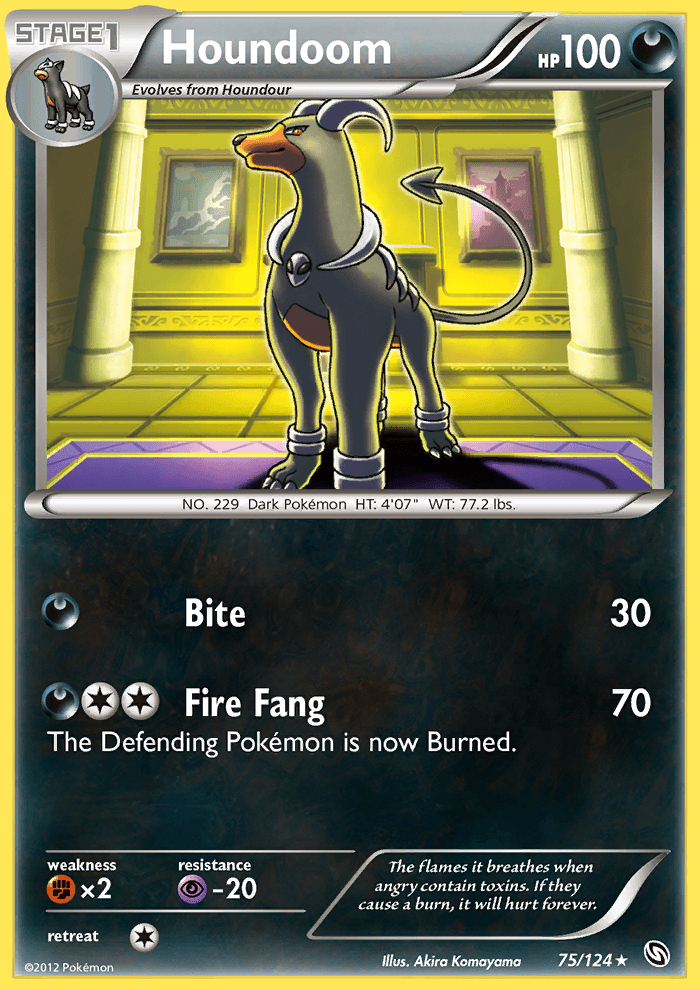 STAGE1
Houndoom
HP100
Evolves from Houndour
NO. 229 Dark Pokémon HT: 4'07" WT: 77.2 lbs.
Bite 30
Fire Fang 70
The Defending Pokémon is now Burned.
weakness resistance
×2 -20
The flames it breathes when
angry contain toxins. If they
cause a burn, it will hurt forever.
retreat
©2012 Pokémon
Illus. Akira Komayama 75/124 ★